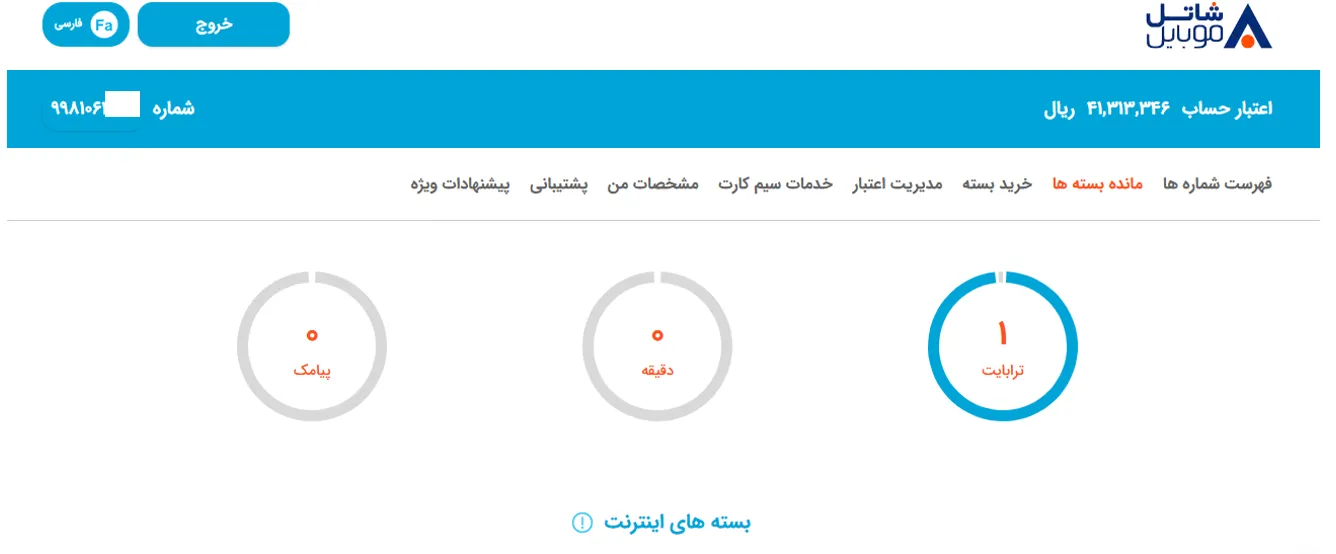 شاتل
موبایل
خروج
Fa فارسی
اعتبار حساب ۴۱,۳۱۳,۳۴۶ ریال
شماره ۹۹۸۱۰۶
فهرست شماره ها مانده بسته ها خرید بسته مدیریت اعتبار خدمات سیم کارت مشخصات من پشتیبانی پیشنهادات ویژه
۱
ترابایت
۰
دقیقه
۰
پیامک
بسته های اینترنت